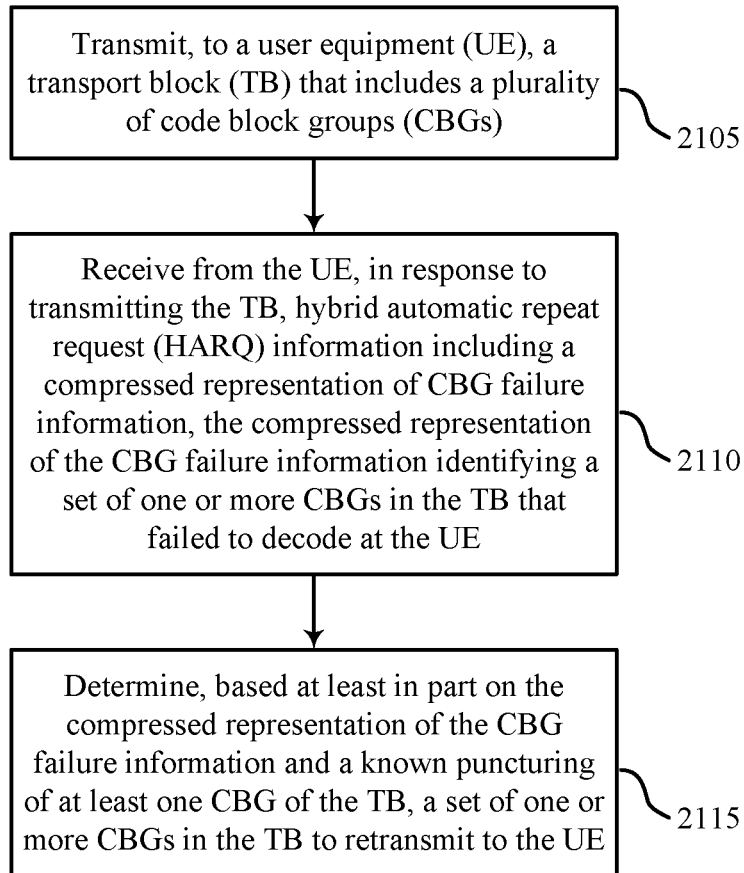 Transmit, to a user equipment (UE), a
transport block (TB) that includes a plurality
of code block groups (CBGs)
2105
Receive from the UE, in response to
transmitting the TB, hybrid automatic repeat
request (HARQ) information including a
compressed representation of CBG failure
information, the compressed representation
of the CBG failure information identifying a
set of one or more CBGs in the TB that
failed to decode at the UE
2110
Determine, based at least in part on the
compressed representation of the CBG
failure information and a known puncturing
of at least one CBG of the TB, a set of one or
more CBGs in the TB to retransmit to the UE
2115